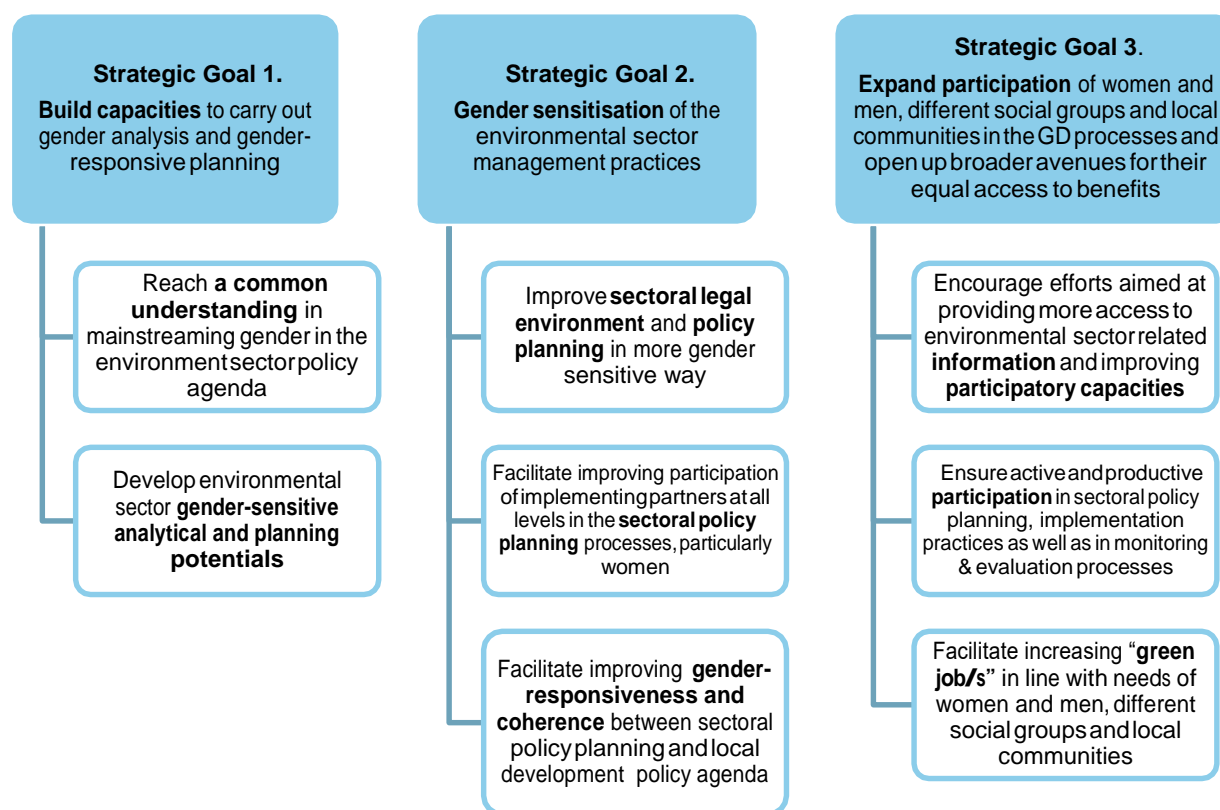 Strategic Goal 1.
Build capacities to carry out
gender analysis and gender-
responsive planning
Reach a common
understanding in
mainstreaming gender in the
environment sector policy
agenda
Develop environmental
sector gender-sensitive
analytical and planning
potentials
Strategic Goal 2.
Gender sensitisation of the
environmental sector
management practices
Improve sectoral legal
environment and policy
planning in more gender
sensitive way
Facilitate improving participation
of implementing partners at all
levels in the sectoral policy
planning processes, particularly
women
Facilitate improving gender-
responsiveness and
coherence between sectoral
policy planning and local
development policy agenda
Strategic Goal 3.
Expand participation of women and
men, different social groups and local
communities in the GD processes and
open up broader avenues for their
equal access to benefits
Encourage efforts aimed at
providing more access to
environmental sector related
information and improving
participatory capacities
Ensure active and productive
participation in sectoral policy
planning, implementation
practices as well as in monitoring
& evaluation processes
Facilitate increasing “green
job/s” in line with needs of
women and men, different
social groups and local
communities